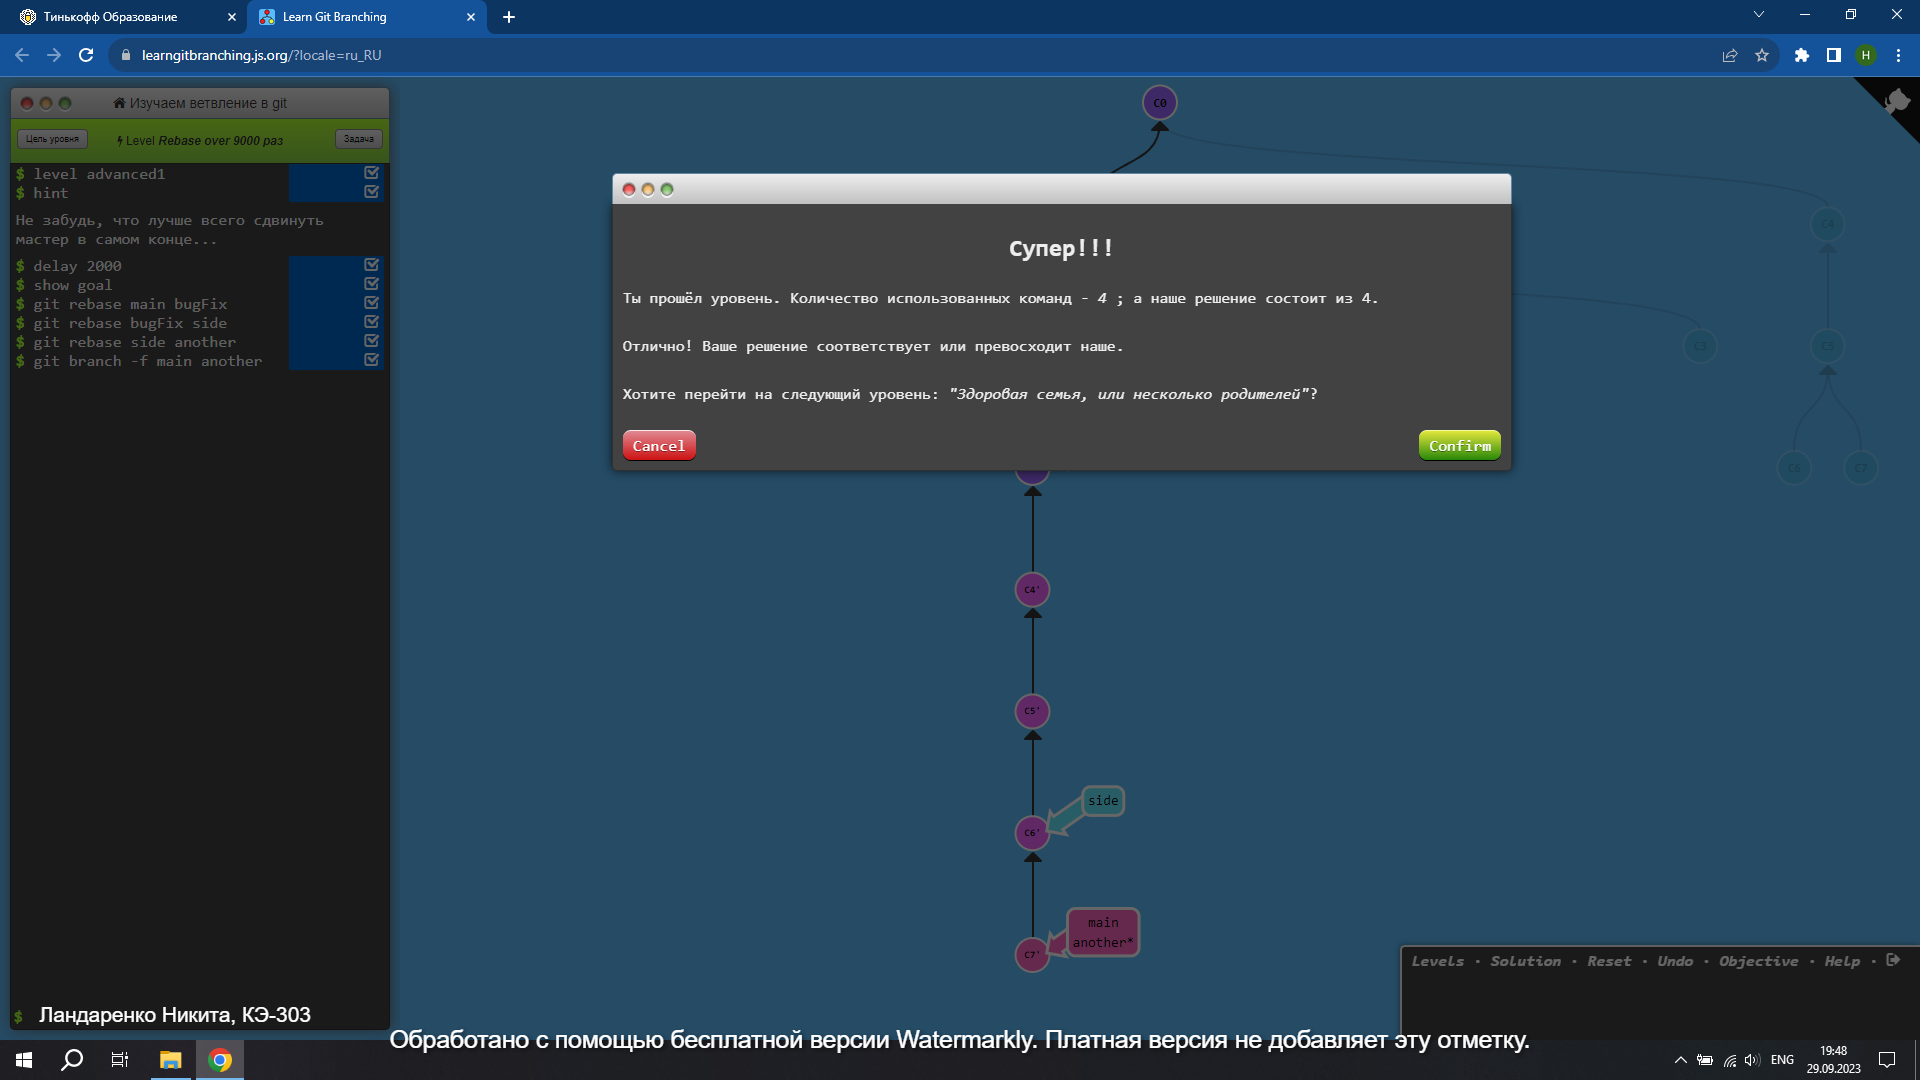 Тинькофф Образование
Learn Git Branching
learngitbranching.js.org/?locale=ru_RU
H
Изучаем ветвление в git
Цель уровня
Level Rebase over 9000 раз
Задача
$ level advanced1
$ hint
Не забудь, что лучше всего сдвинуть
мастер в самом конце...
$ delay 2000
$ show goal
$ git rebase main bugFix
$ git rebase bugFix side
$ git rebase side another
$ git branch -f main another
C0
C4
C3
C5
C6
C7
Супер!!!
Ты прошёл уровень. Количество использованных команд - 4 ; а наше решение состоит из 4.
Отлично! Ваше решение соответствует или превосходит наше.
Хотите перейти на следующий уровень: "Здоровая семья, или несколько родителей"?
Cancel
Confirm
C4'
C5'
side
C6'
main
another*
C7'
Levels · Solution · Reset · Undo · Objective · Help ·
$
Ландаренко Никита, КЭ-303
Обработано с помощью бесплатной версии Watermarkly. Платная версия не добавляет эту отметку.
ENG
19:48
29.09.2023